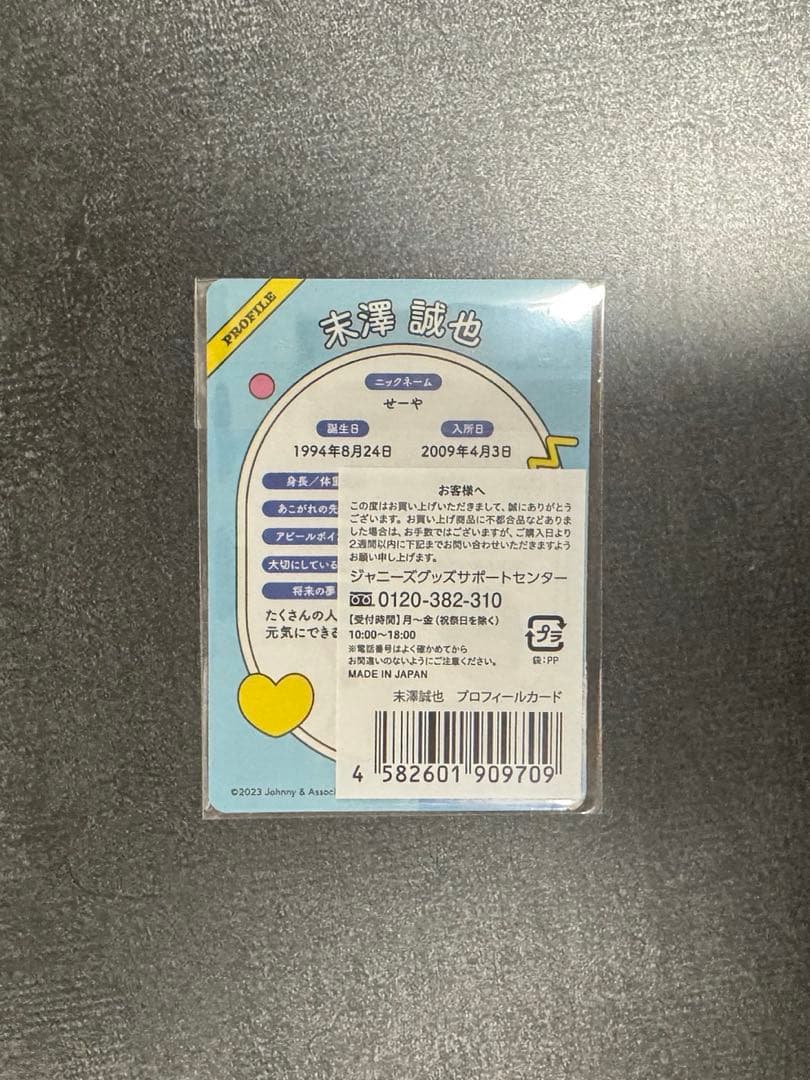 PROFILE
末澤 誠也
ニックネーム
せーや
誕生日
入所日
1994年8月24日
2009年4月3日
身長／体重
あこがれの先
アピールポイ
大切にしている
将来の夢
たくさんの人
元気にできる
お客様へ
この度はお買い上げいただきまして、誠にありがとう
ございます。お買い上げ商品に不都合品などありま
した場合は、お手数ではございますが、ご購入日より
2週間以内に下記までお問い合わせいただきますよう
お願い申し上げます。
ジャニーズグッズサポートセンター
0120-382-310
【受付時間】月～金（祝祭日を除く）
10:00～18:00
※電話番号はよく確かめてから
お間違いのないようにご注意ください。
MADE IN JAPAN
プラ
袋：PP
末澤誠也 プロフィールカード
4 582601 909709
©2023 Johnny & Assoc